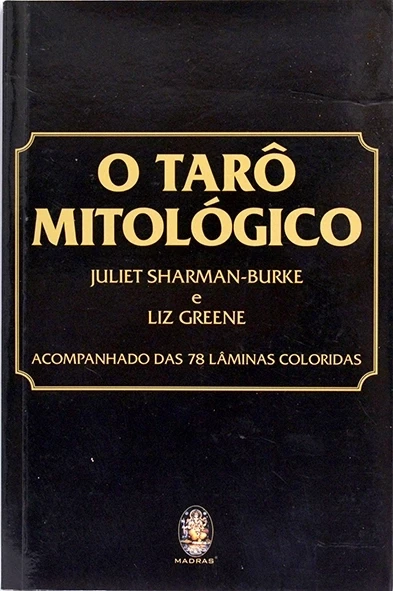 O TARÔ
MITOLÓGICO
JULIET SHARMAN-BURKE
e
LIZ GREENE
ACOMPANHADO DAS 78 LÂMINAS COLORIDAS
MADRAS®